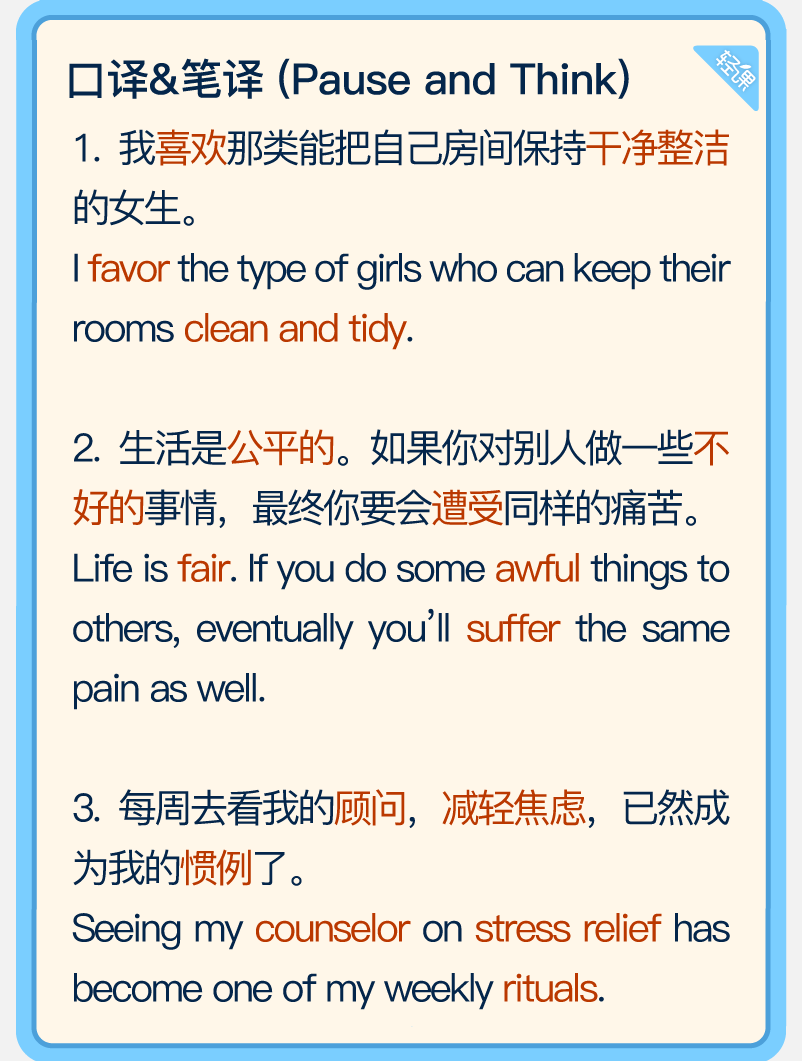 口译&笔译 (Pause and Think)
轻课
1. 我喜欢那类能把自己房间保持干净整洁
的女生。
I favor the type of girls who can keep their
rooms clean and tidy.
2. 生活是公平的。如果你对别人做一些不
好的事情，最终你要会遭受同样的痛苦。
Life is fair. If you do some awful things to
others, eventually you’ll suffer the same
pain as well.
3. 每周去看我的顾问，减轻焦虑，已然成
为我的惯例了。
Seeing my counselor on stress relief has
become one of my weekly rituals.